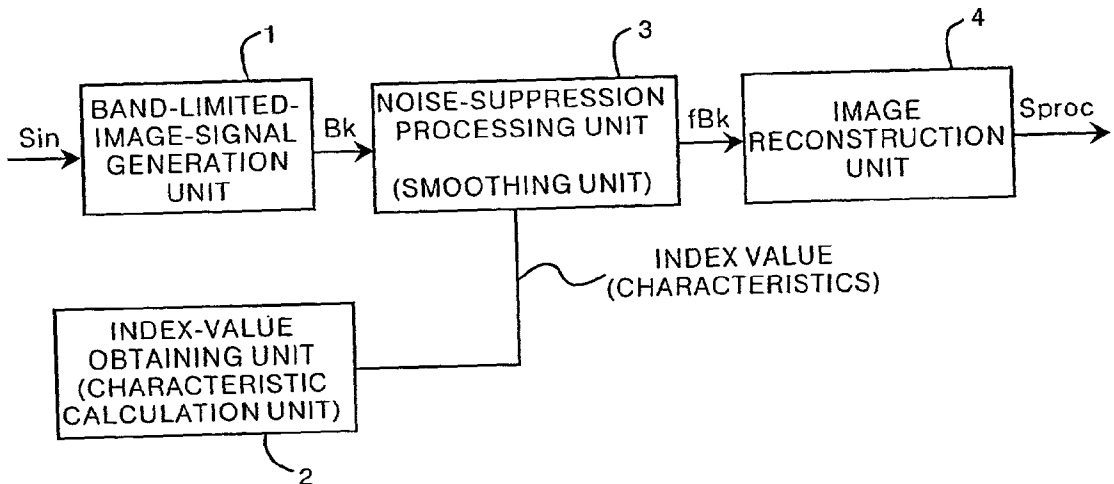 1
3
4
Sin
BAND-LIMITED-
IMAGE-SIGNAL
GENERATION
UNIT
Bk
NOISE-SUPPRESSION
PROCESSING UNIT
(SMOOTHING UNIT)
fBk
IMAGE
RECONSTRUCTION
UNIT
Sproc
INDEX VALUE
(CHARACTERISTICS)
INDEX-VALUE
OBTAINING UNIT
(CHARACTERISTIC
CALCULATION UNIT)
2